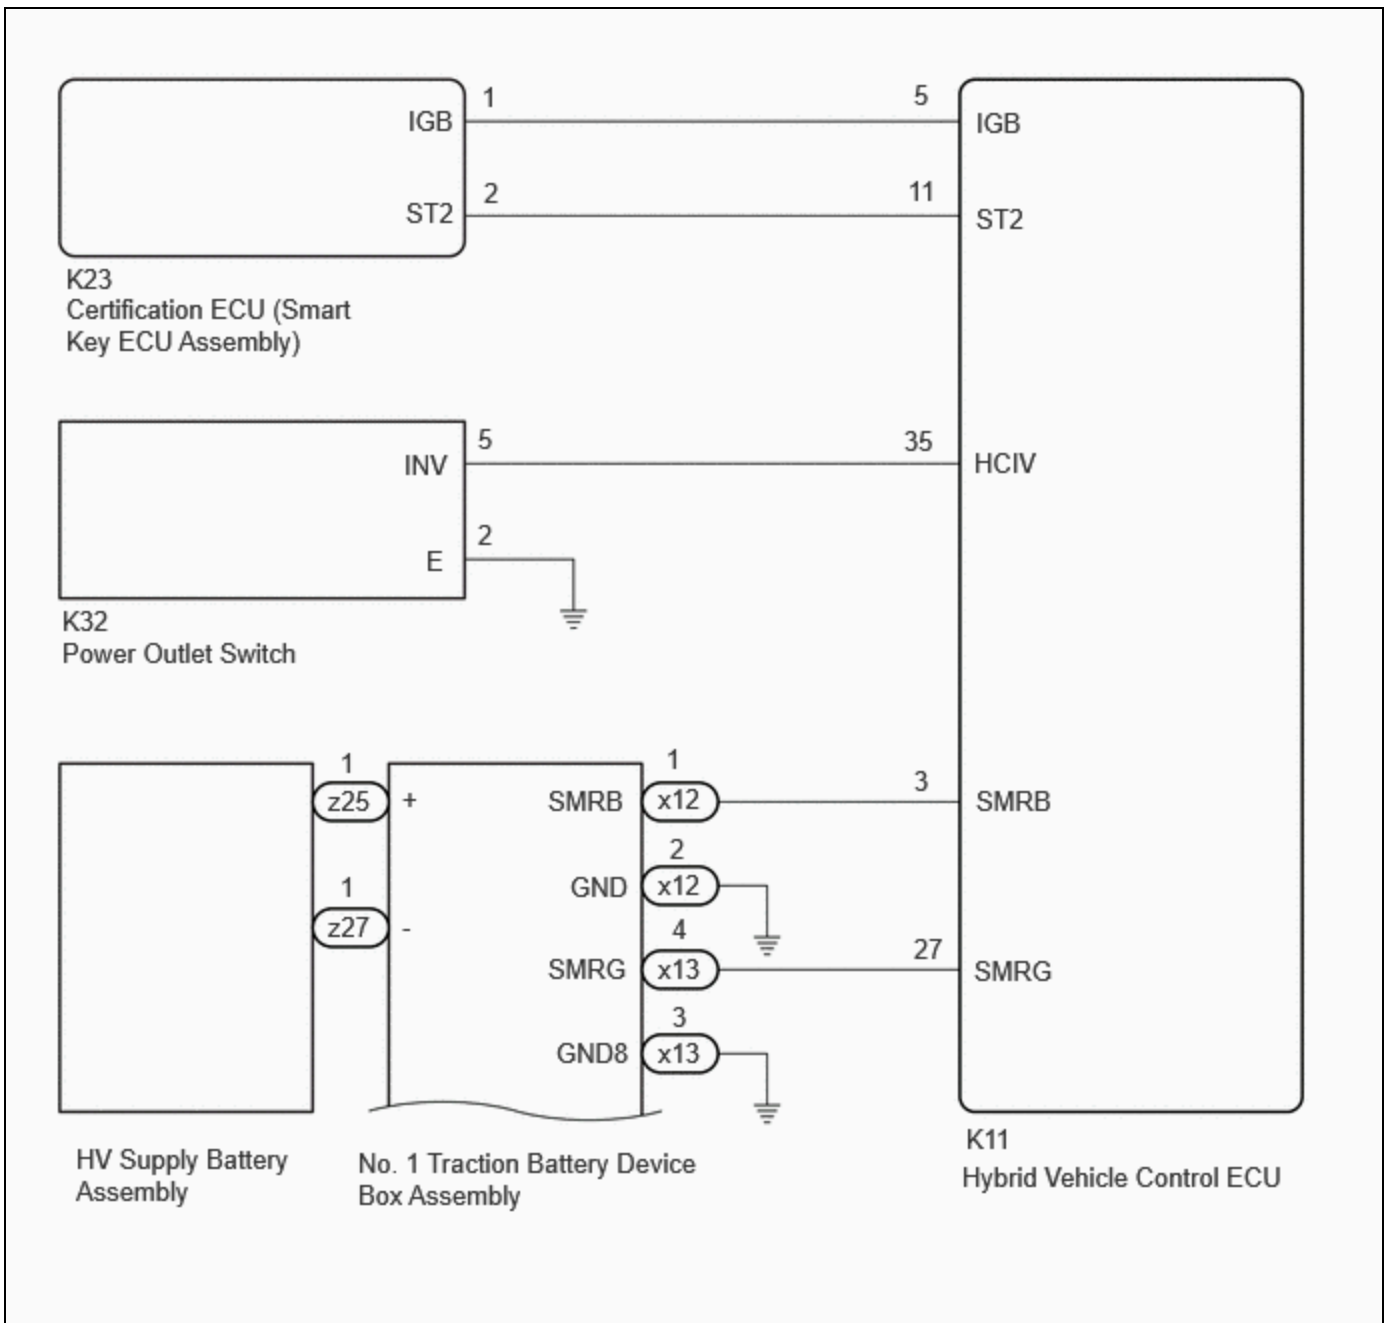 1
5
IGB
IGB
2
11
ST2
ST2
K23
Certification ECU (Smart
Key ECU Assembly)
5
35
INV
HCIV
2
E
K32
Power Outlet Switch
1
1
3
z25
+
SMRB
x12
SMRB
2
GND
x12
1
z27
-
4
27
SMRG
x13
SMRG
3
GND8
x13
HV Supply Battery
Assembly
No. 1 Traction Battery Device
Box Assembly
K11
Hybrid Vehicle Control ECU